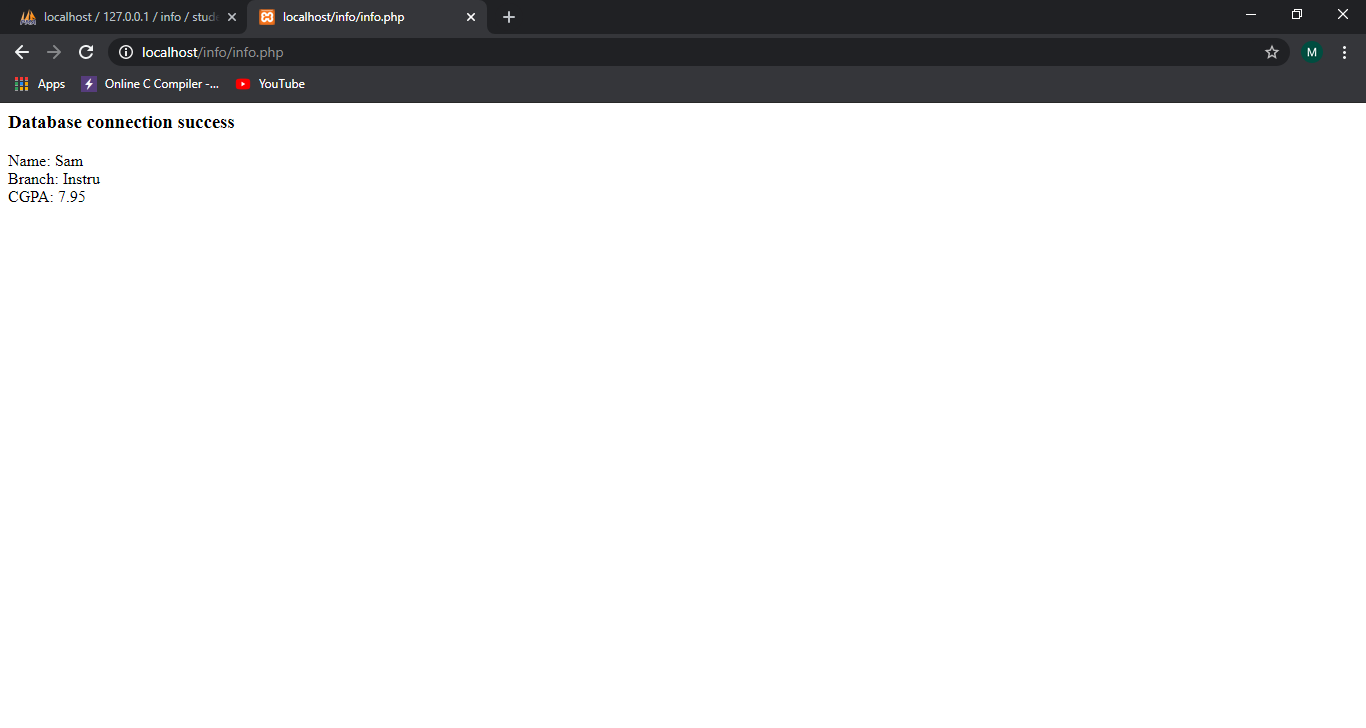 localhost / 127.0.0.1 / info / stud
localhost/info/info.php
localhost/info/info.php
M
Apps
Online C Compiler -...
YouTube
Database connection success
Name: Sam
Branch: Instru
CGPA: 7.95